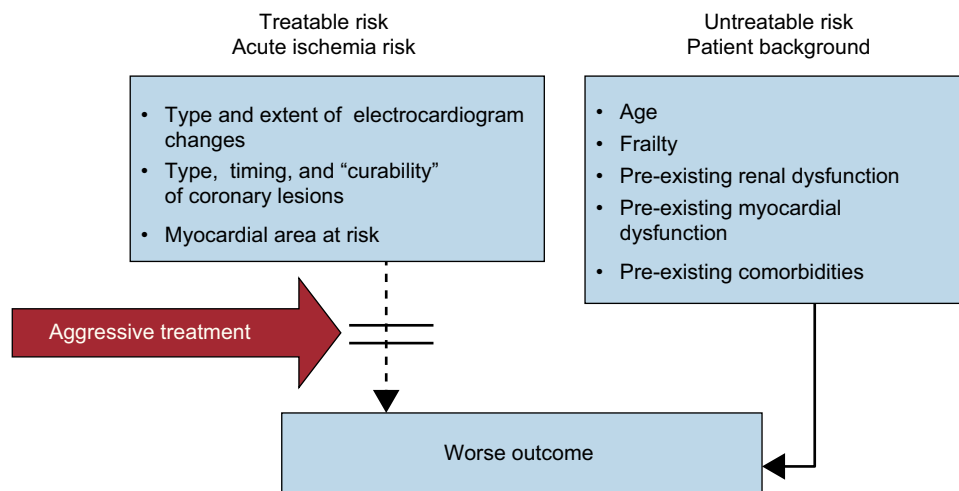 Treatable risk
Acute ischemia risk
• Type and extent of electrocardiogram
changes
• Type, timing, and “curability”
of coronary lesions
• Myocardial area at risk
Untreatable risk
Patient background
• Age
• Frailty
• Pre-existing renal dysfunction
• Pre-existing myocardial
dysfunction
• Pre-existing comorbidities
Aggressive treatment
Worse outcome